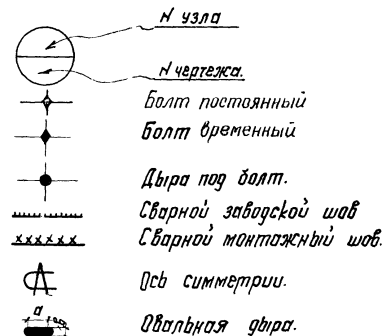 N узла
N чертежа.
Болт постоянный
Болт временный
Дыра под болт.
Сварной заводской шов
Сварной монтажный шов.
Ось симметрии.
а
Овальная дыра.